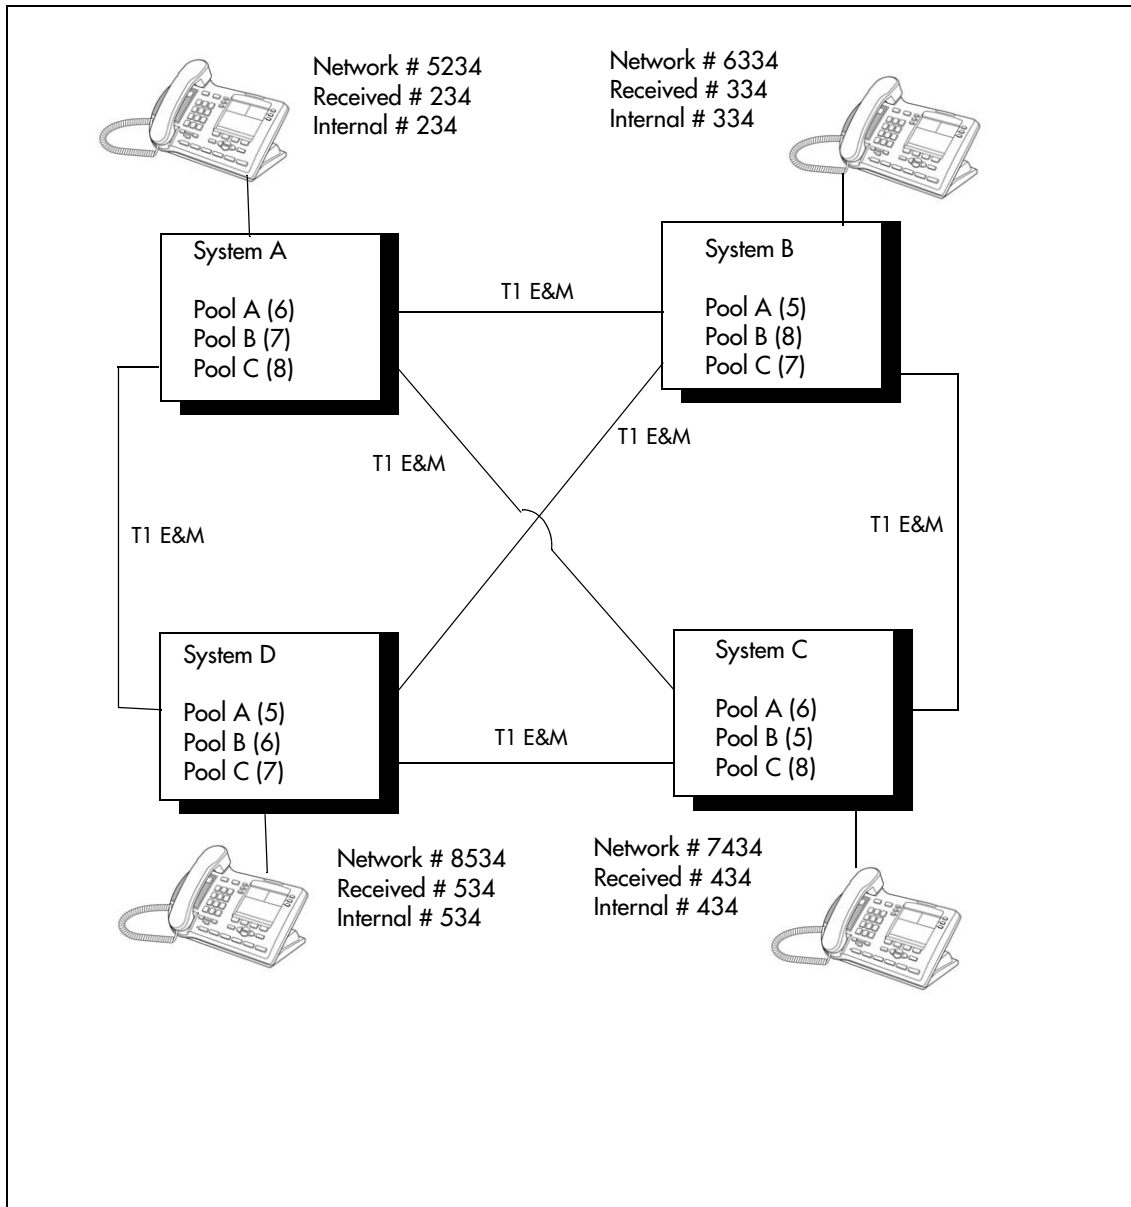 Network # 5234
Received # 234
Internal # 234
Network # 6334
Received # 334
Internal # 334
System A
Pool A (6)
Pool B (7)
Pool C (8)
T1 E&M
System B
Pool A (5)
Pool B (8)
Pool C (7)
T1 E&M
T1 E&M
T1 E&M
T1 E&M
System D
Pool A (5)
Pool B (6)
Pool C (7)
T1 E&M
System C
Pool A (6)
Pool B (5)
Pool C (8)
Network # 8534
Received # 534
Internal # 534
Network # 7434
Received # 434
Internal # 434